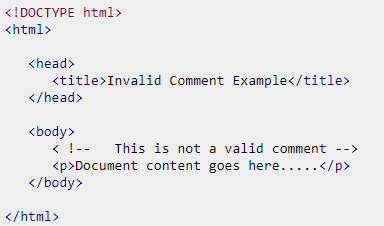 <!DOCTYPE html>
<html>
<head>
<title>Invalid Comment Example</title>
</head>
<body>
< !--   This is not a valid comment -->
<p>Document content goes here.....</p>
</body>
</html>